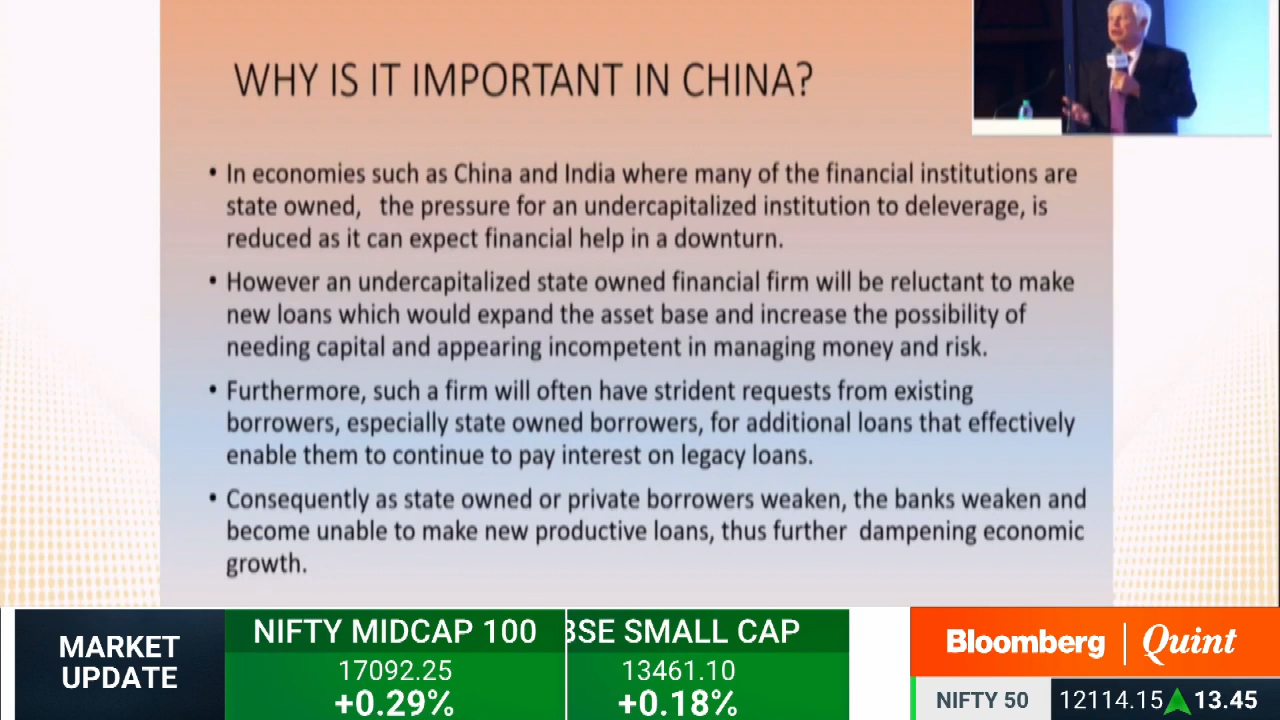 WHY IS IT IMPORTANT IN CHINA?
• In economies such as China and India where many of the financial institutions are
state owned, the pressure for an undercapitalized institution to deleverage, is
reduced as it can expect financial help in a downturn.
• However an undercapitalized state owned financial firm will be reluctant to make
new loans which would expand the asset base and increase the possibility of
needing capital and appearing incompetent in managing money and risk.
• Furthermore, such a firm will often have strident requests from existing
borrowers, especially state owned borrowers, for additional loans that effectively
enable them to continue to pay interest on legacy loans.
• Consequently as state owned or private borrowers weaken, the banks weaken and
become unable to make new productive loans, thus further dampening economic
growth.
MARKET
UPDATE
NIFTY MIDCAP 100
17092.25
+0.29%
BSE SMALL CAP
13461.10
+0.18%
Bloomberg | Quint
NIFTY 50 12114.15 ▲ 13.45